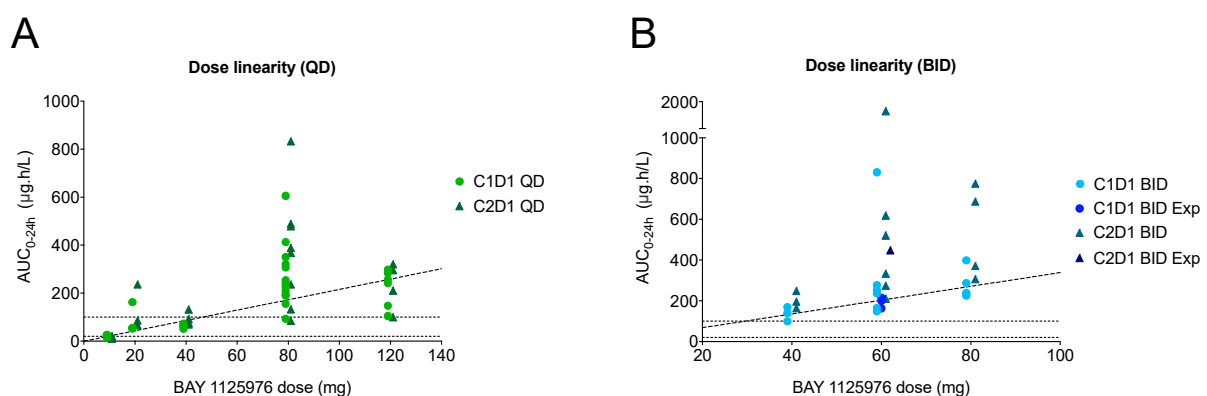 A
Dose linearity (QD)
1000
800
600
400
200
0
AUC0-24h (µg.h/L)
0 20 40 60 80 100 120 140
BAY 1125976 dose (mg)
C1D1 QD
C2D1 QD
B
Dose linearity (BID)
2000
1000
800
600
400
200
0
AUC0-24h (µg.h/L)
20 40 60 80 100
BAY 1125976 dose (mg)
C1D1 BID
C1D1 BID Exp
C2D1 BID
C2D1 BID Exp